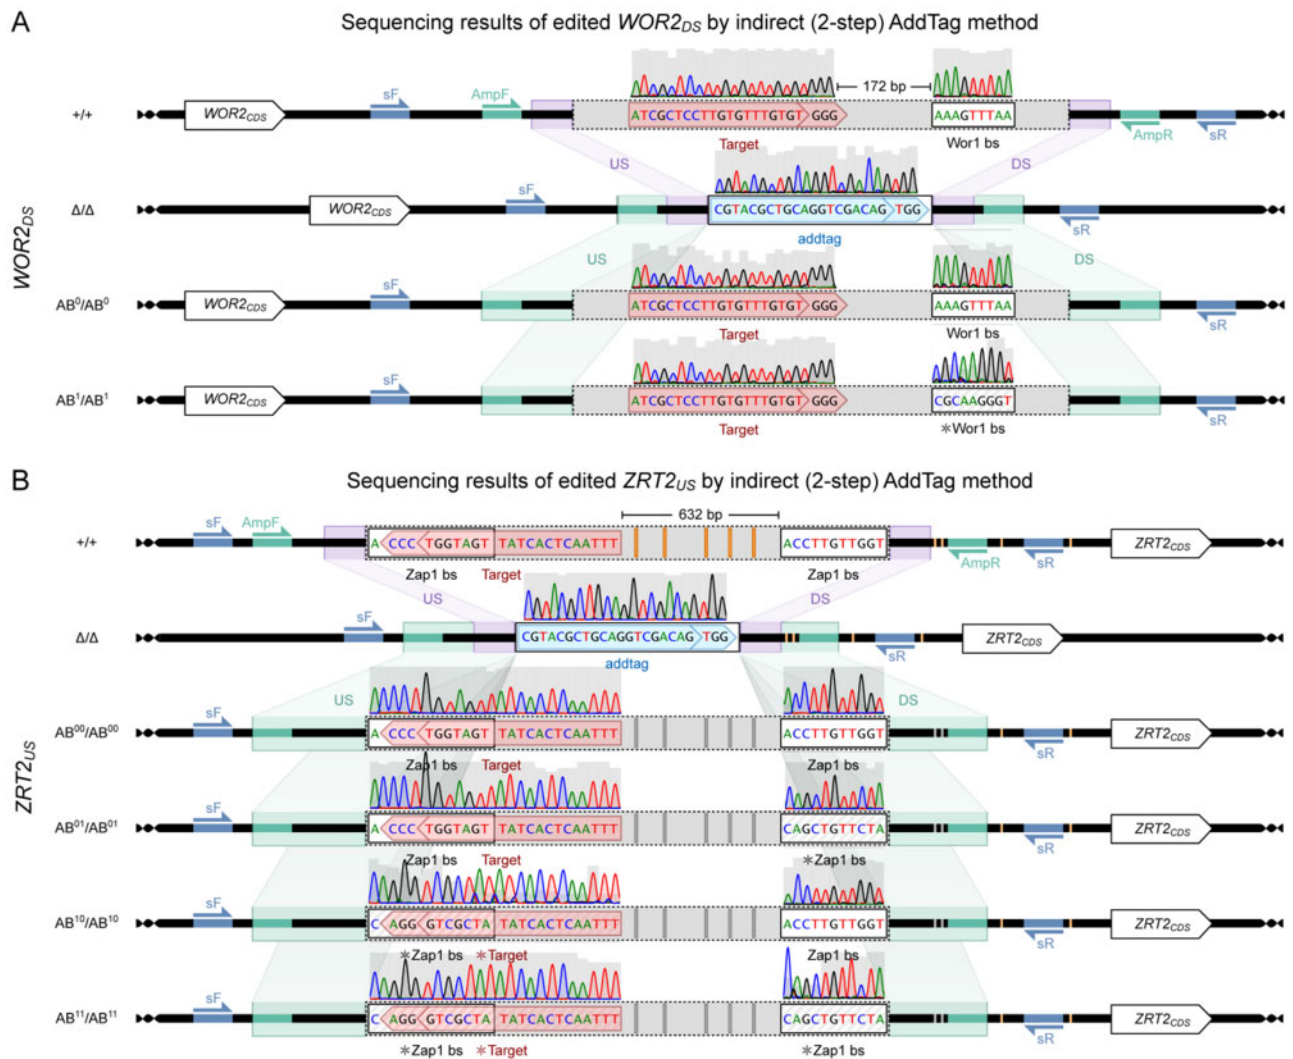 A
Sequencing results of edited WOR2DS by indirect (2-step) AddTag method
WOR2DS
+/+
WOR2CDS
sF
AmpF
172 bp
ATCGCTCCTTGTGTTTGTGT GGG
AAAGTTTAA
AmpR
sR
Target
Wor1 bs
US
DS
Δ/Δ
WOR2CDS
sF
CGTACGCTGCAGGTCGACAG TGG
sR
addtag
US
DS
AB0/AB0
WOR2CDS
sF
ATCGCTCCTTGTGTTTGTGT GGG
AAAGTTTAA
sR
Target
Wor1 bs
AB1/AB1
WOR2CDS
sF
ATCGCTCCTTGTGTTTGTGT GGG
CGCAAGGGT
sR
Target
*Wor1 bs
B
Sequencing results of edited ZRT2US by indirect (2-step) AddTag method
ZRT2US
632 bp
+/+
sF
AmpF
A CCC TGGTAGT TATCACTCAATTT
ACCTTGTTGGT
AmpR
sR
ZRT2CDS
Zap1 bs
Target
Zap1 bs
US
DS
Δ/Δ
sF
CGTACGCTGCAGGTCGACAG TGG
sR
ZRT2CDS
addtag
US
DS
AB00/AB00
sF
A CCC TGGTAGT TATCACTCAATTT
ACCTTGTTGGT
sR
ZRT2CDS
Zap1 bs
Target
Zap1 bs
AB01/AB01
sF
A CCC TGGTAGT TATCACTCAATTT
CAGCTGTTCTA
sR
ZRT2CDS
Zap1 bs
Target
*Zap1 bs
AB10/AB10
sF
C AGG GTCGCTA TATCACTCAATTT
ACCTTGTTGGT
sR
ZRT2CDS
*Zap1 bs
*Target
Zap1 bs
AB11/AB11
sF
C AGG GTCGCTA TATCACTCAATTT
CAGCTGTTCTA
sR
ZRT2CDS
*Zap1 bs
*Target
*Zap1 bs